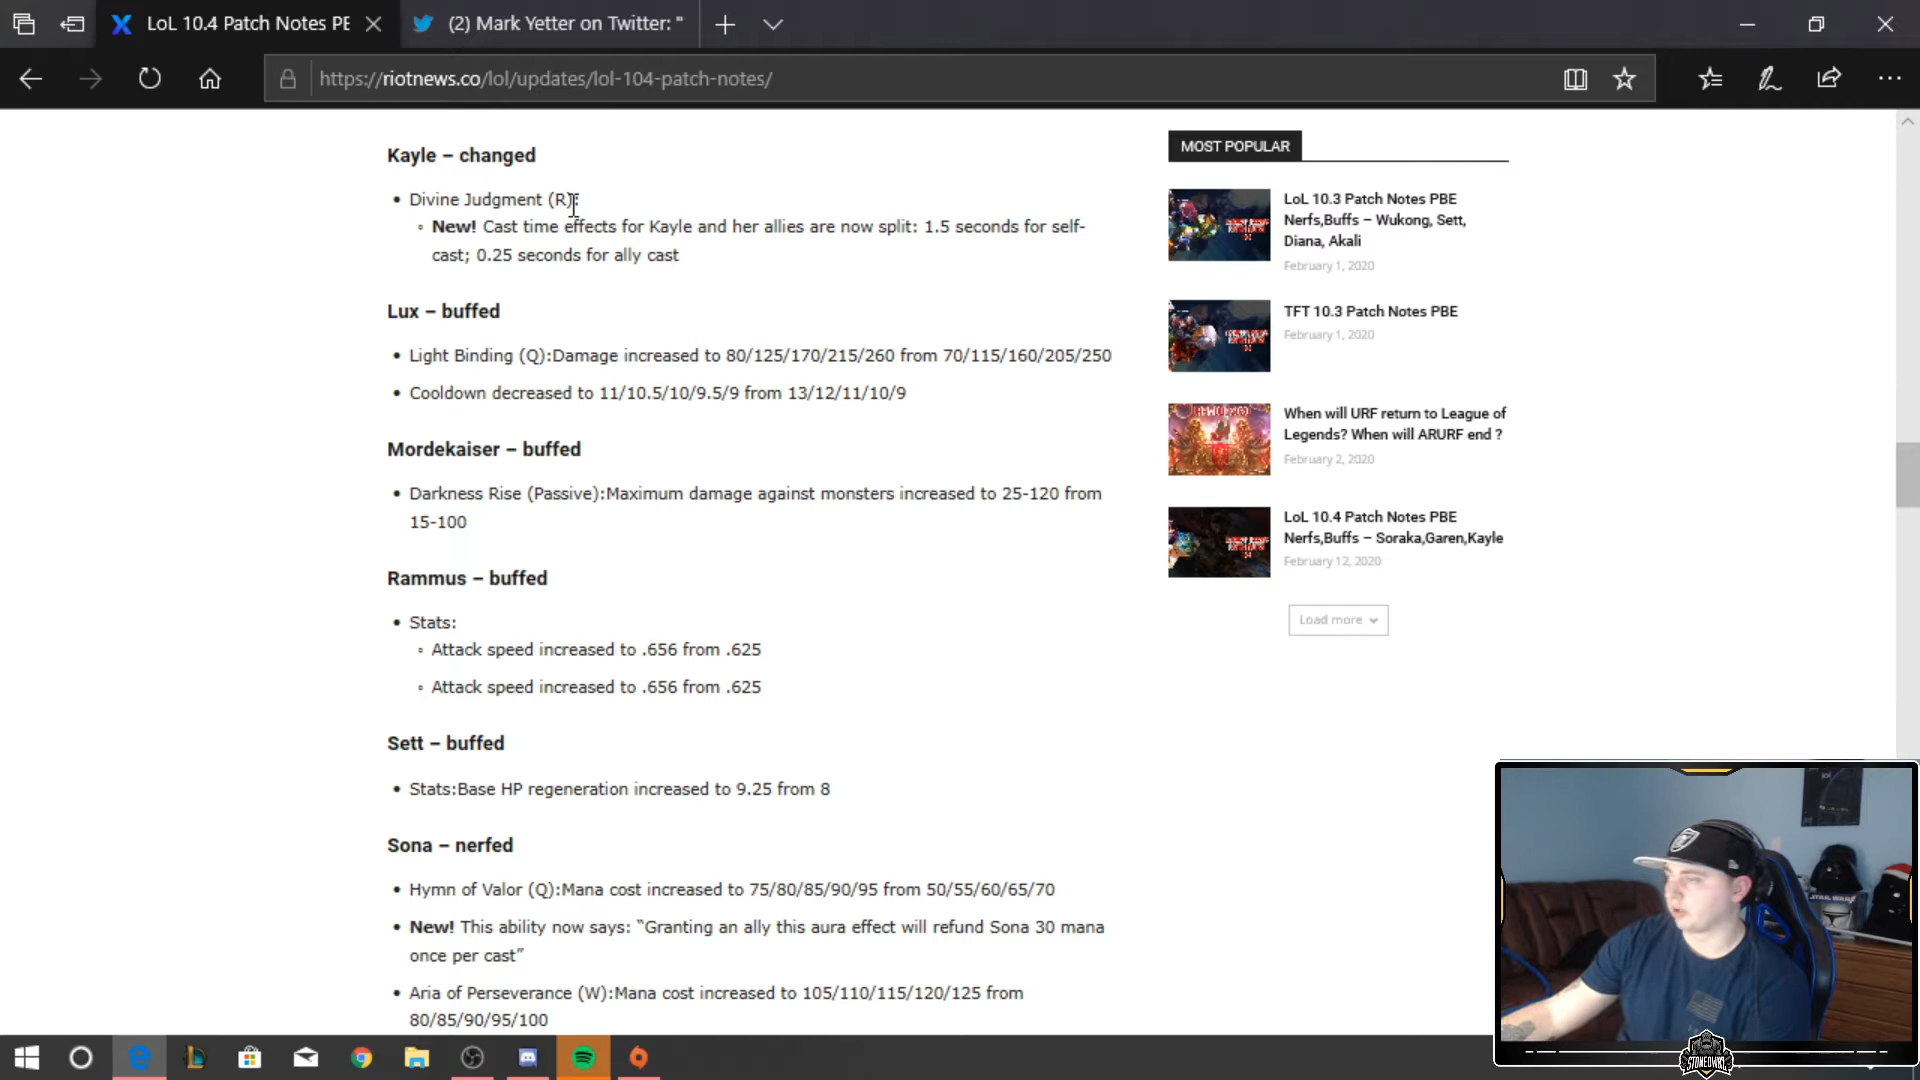 LoL 10.4 Patch Notes PE
(2) Mark Yetter on Twitter: "
https://riotnews.co/lol/updates/lol-104-patch-notes/
Kayle – changed
Divine Judgment (R):
New! Cast time effects for Kayle and her allies are now split: 1.5 seconds for self-
cast; 0.25 seconds for ally cast
Lux – buffed
Light Binding (Q):Damage increased to 80/125/170/215/260 from 70/115/160/205/250
Cooldown decreased to 11/10.5/10/9.5/9 from 13/12/11/10/9
Mordekaiser – buffed
Darkness Rise (Passive):Maximum damage against monsters increased to 25-120 from
15-100
Rammus – buffed
Stats:
Attack speed increased to .656 from .625
Attack speed increased to .656 from .625
Sett – buffed
Stats:Base HP regeneration increased to 9.25 from 8
Sona – nerfed
Hymn of Valor (Q):Mana cost increased to 75/80/85/90/95 from 50/55/60/65/70
New! This ability now says: “Granting an ally this aura effect will refund Sona 30 mana
once per cast”
Aria of Perseverance (W):Mana cost increased to 105/110/115/120/125 from
80/85/90/95/100
MOST POPULAR
LoL 10.3 Patch Notes PBE
Nerfs,Buffs – Wukong, Sett,
Diana, Akali
February 1, 2020
TFT 10.3 Patch Notes PBE
February 1, 2020
When will URF return to League of
Legends? When will ARURF end ?
February 2, 2020
LoL 10.4 Patch Notes PBE
Nerfs,Buffs – Soraka,Garen,Kayle
February 12, 2020
Load more
STAR WARS